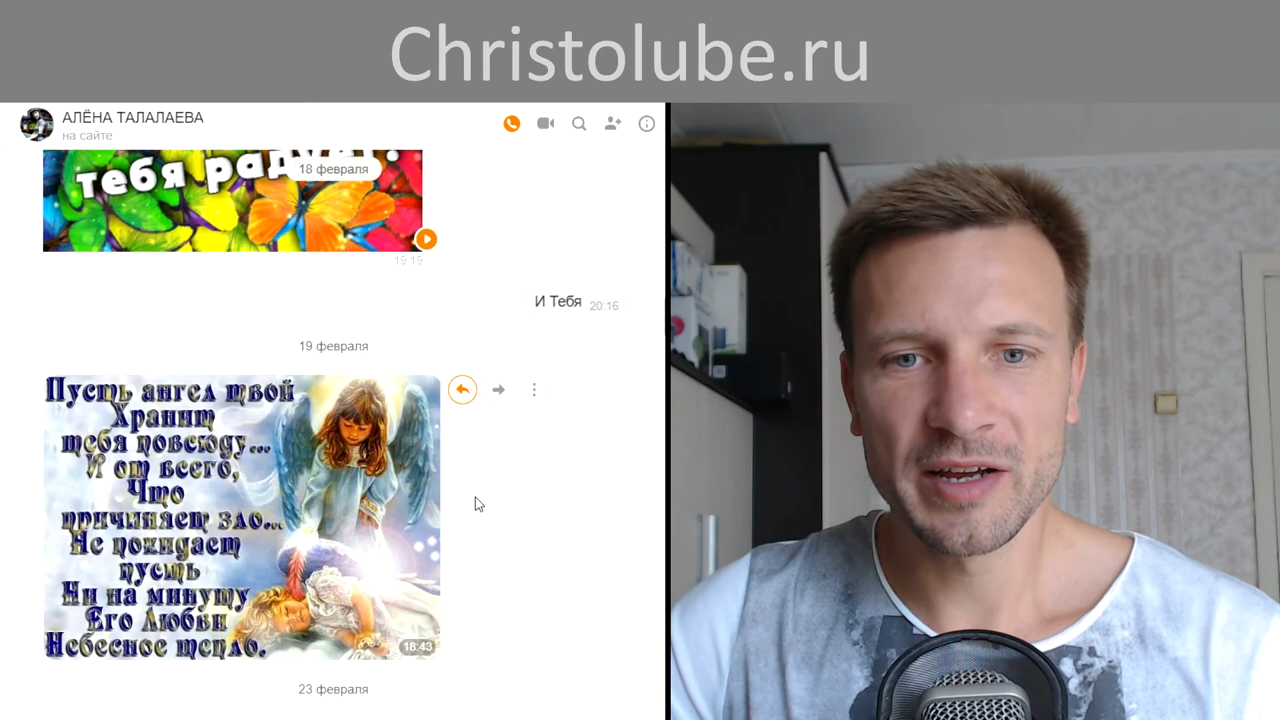 Christolube.ru
АЛЁНА ТАЛАЛАЕВА
на сайте
тебя радует!
18 февраля
19 19
И Тебя 20:16
19 февраля
Пусть ангел твой
Хранит
тебя повсюду...
И от всего,
Что
причиняет зло...
Не покидает
пусть
Ни на минуту
Его Любви
Небесное тепло.
18:43
23 февраля